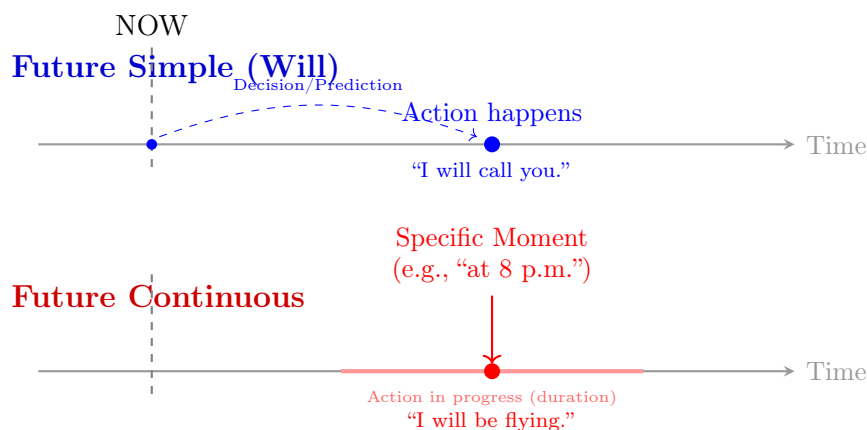 NOW
Future Simple (Will)
Decision/Prediction
Action happens
Time
“I will call you.”
Specific Moment
(e.g., “at 8 p.m.”)
Future Continuous
Time
Action in progress (duration)
“I will be flying.”